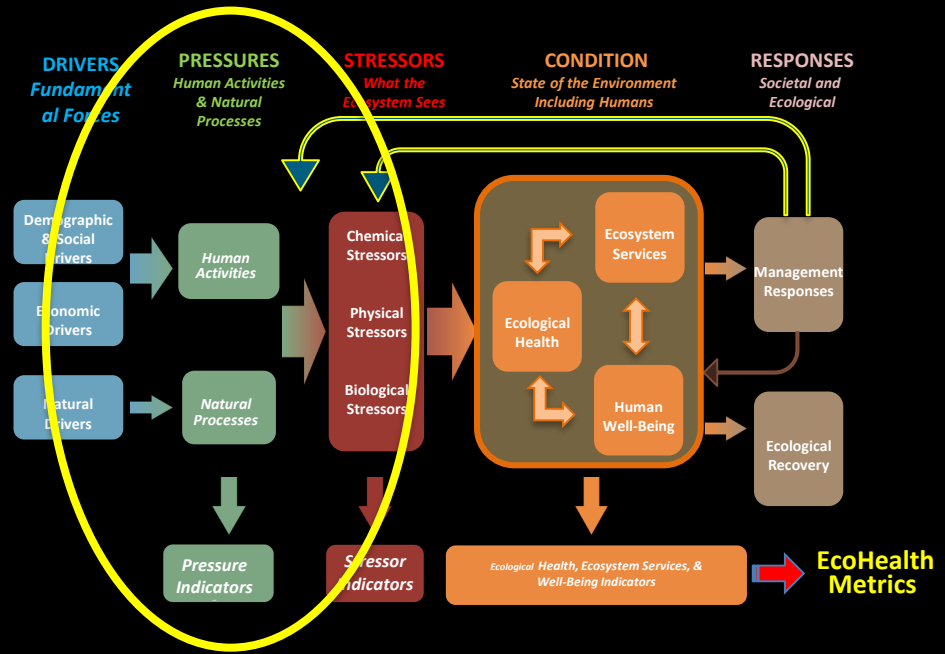 DRIVERS
Fundament
al Forces
PRESSURES
Human Activities
& Natural
Processes
STRESSORS
What the
Ecosystem Sees
CONDITION
State of the Environment
Including Humans
RESPONSES
Societal and
Ecological
Demographic
& Social
Drivers
Economic
Drivers
Natural
Drivers
Human
Activities
Natural
Processes
Chemical
Stressors
Physical
Stressors
Biological
Stressors
Ecological
Health
Ecosystem
Services
Human
Well-Being
Management
Responses
Ecological
Recovery
Pressure
Indicators
Stressor
Indicators
Ecological Health, Ecosystem Services, &
Well-Being Indicators
EcoHealth
Metrics